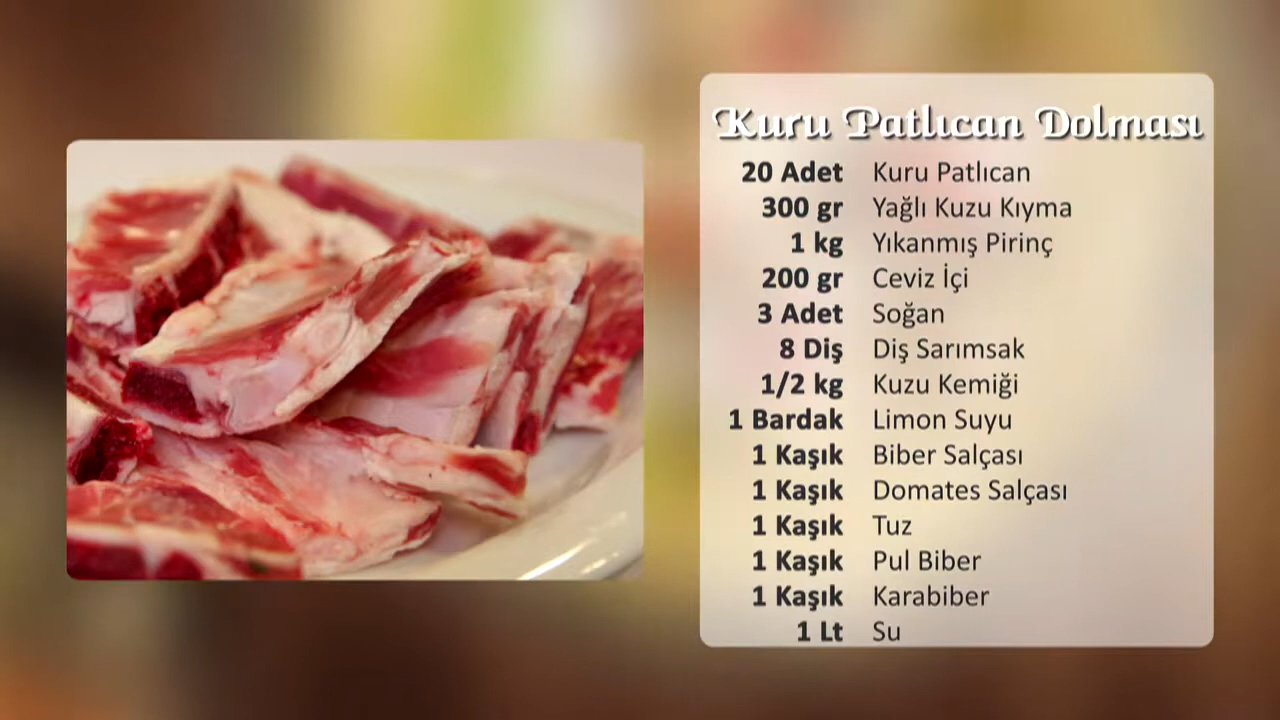 Kuru Patlıcan Dolması
20 Adet Kuru Patlıcan
300 gr Yağlı Kuzu Kıyma
1 kg Yıkanmış Pirinç
200 gr Ceviz İçi
3 Adet Soğan
8 Diş Diş Sarımsak
1/2 kg Kuzu Kemiği
1 Bardak Limon Suyu
1 Kaşık Biber Salçası
1 Kaşık Domates Salçası
1 Kaşık Tuz
1 Kaşık Pul Biber
1 Kaşık Karabiber
1 Lt Su